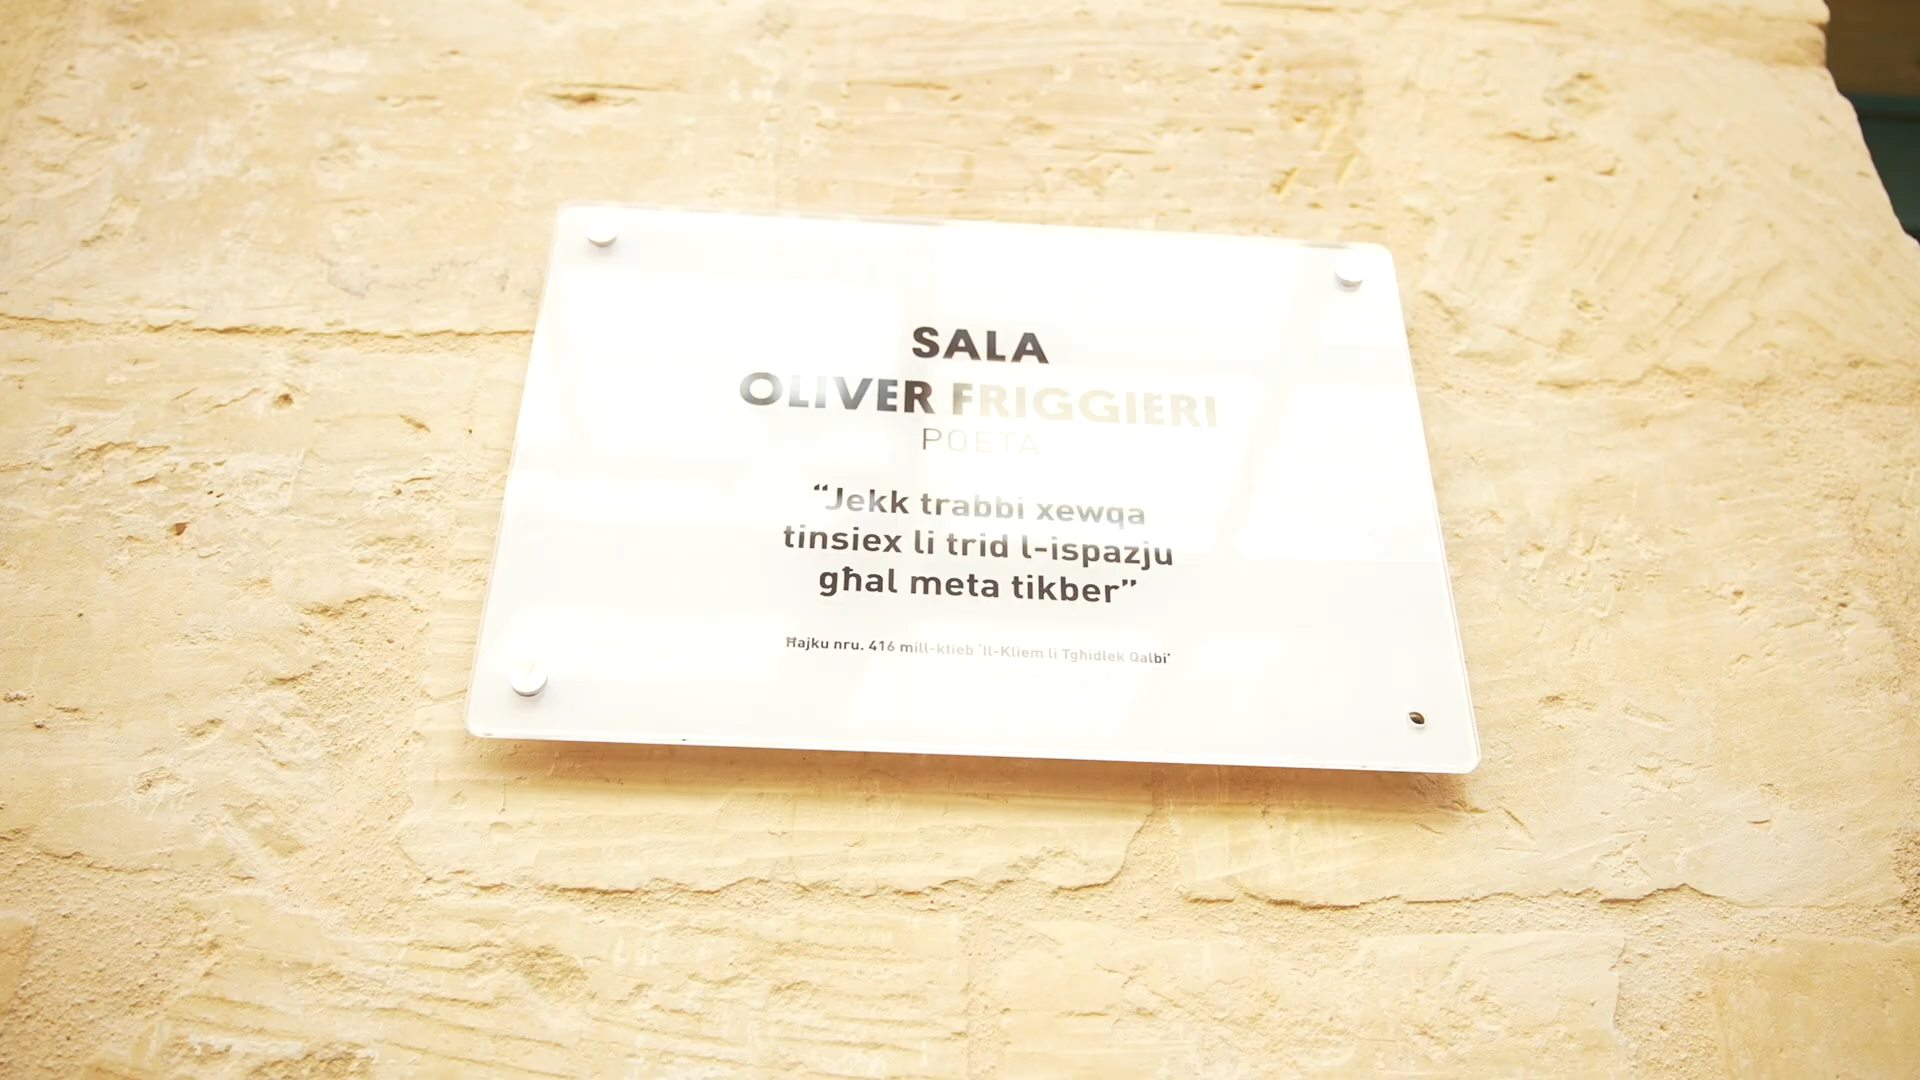 SALA
OLIVER FRIGGIERI
POETA
“Jekk trabbi xewqa
tinsiex li trid l-ispazju
għal meta tikber”
Ħajku nru. 416 mill-ktieb ‘Il-Kliem li Tgħidlek Qalbi’